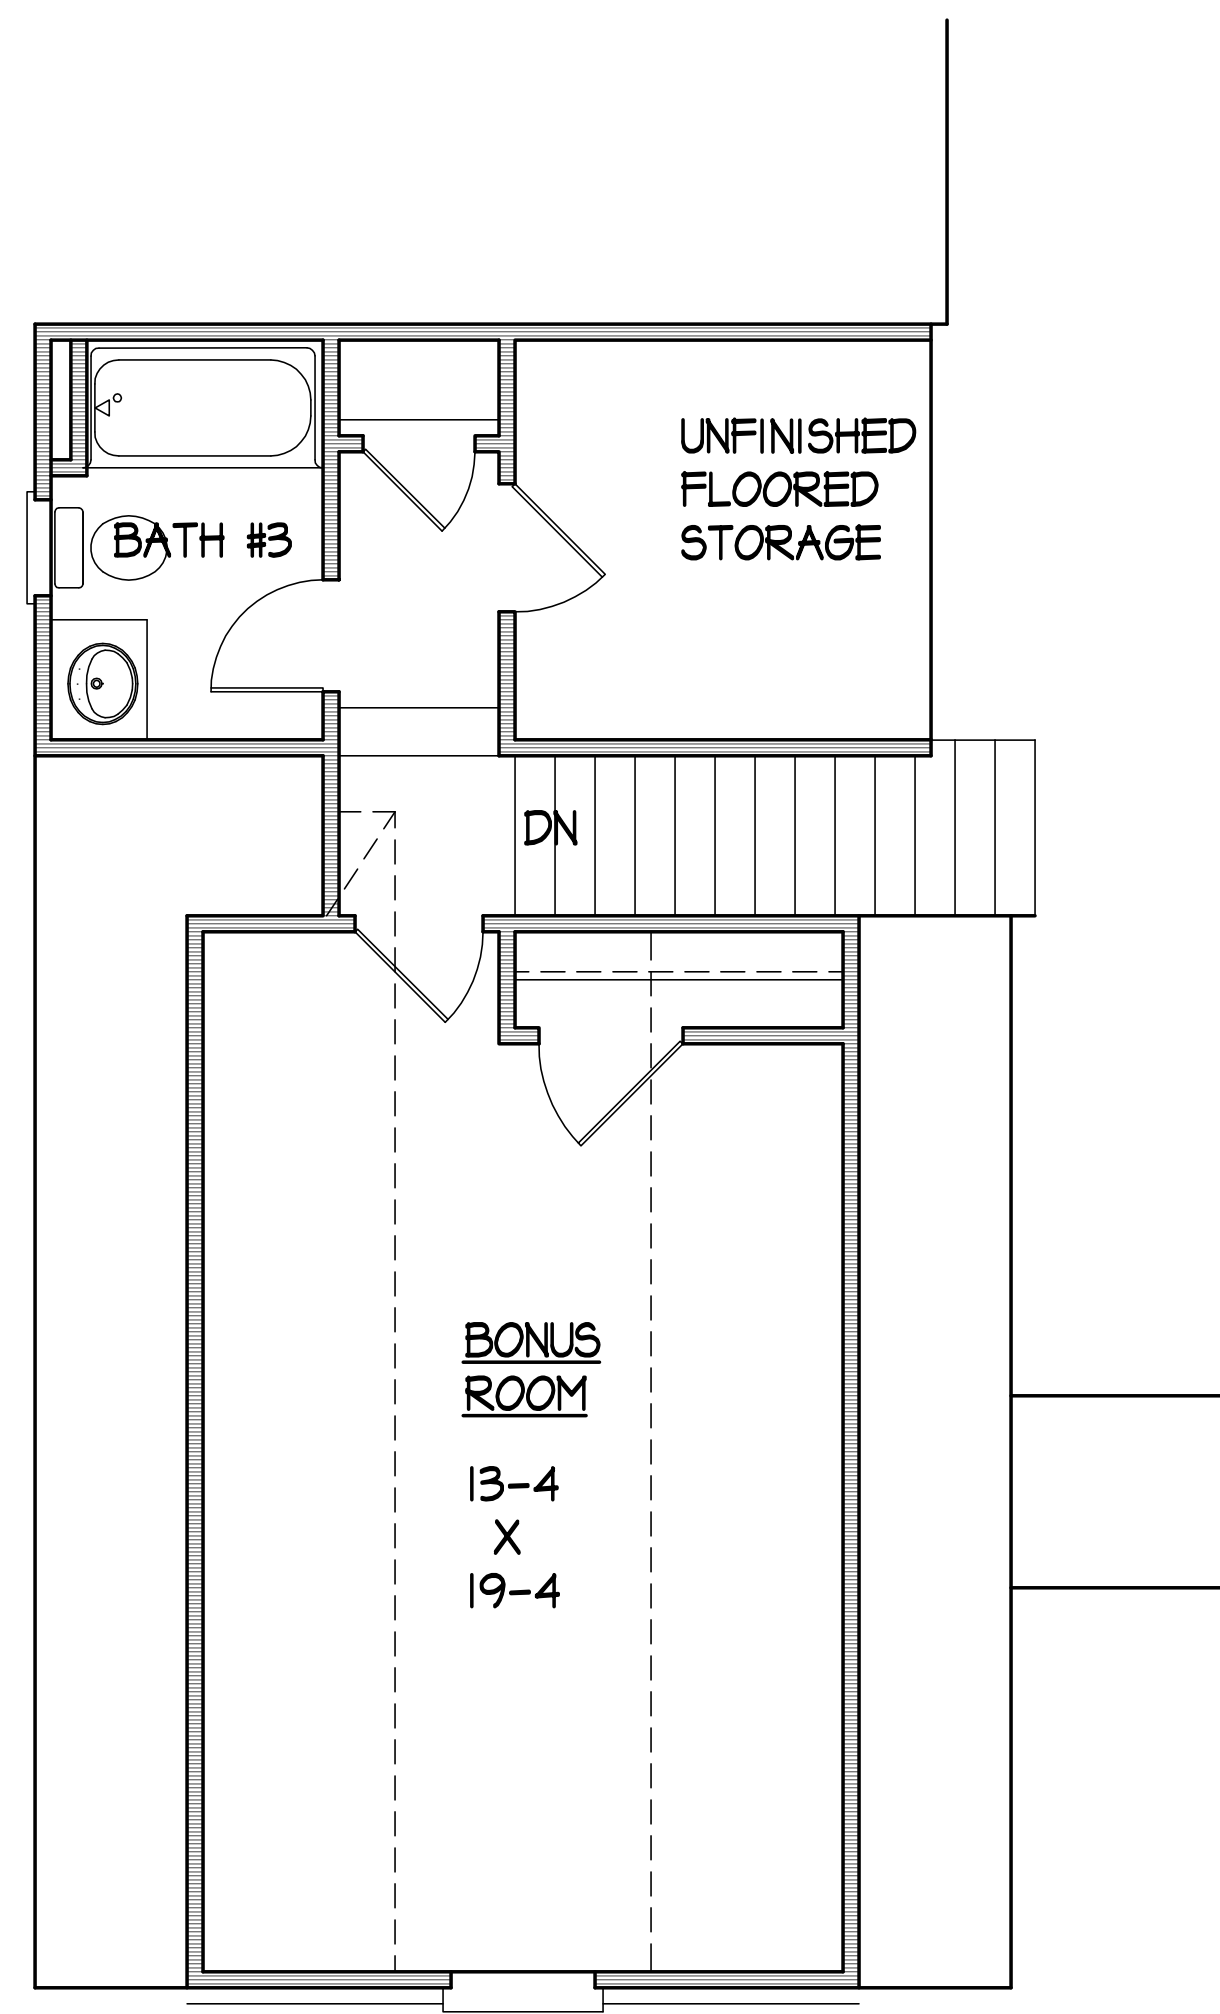 UNFINISHED
FLOORED
STORAGE
BATH #3
DN
BONUS
ROOM
13-4
X
19-4